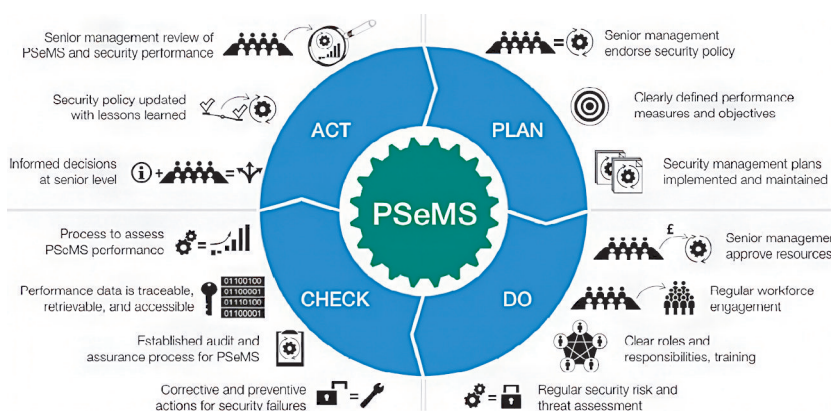 Senior management review of
PSeMS and security performance
Security policy updated
with lessons learned
Informed decisions
at senior level
ACT
Senior management
endorse security policy
Clearly defined performance
measures and objectives
Security management plans
implemented and maintained
PLAN
PSeMS
Process to assess
PSeMS performance
Performance data is traceable,
retrievable, and accessible
01100100
01100001
01110100
01100001
Established audit and
assurance process for PSeMS
Corrective and preventive
actions for security failures
CHECK
DO
£
Senior management
approve resources
Regular workforce
engagement
Clear roles and
responsibilities, training
Regular security risk and
threat assessment